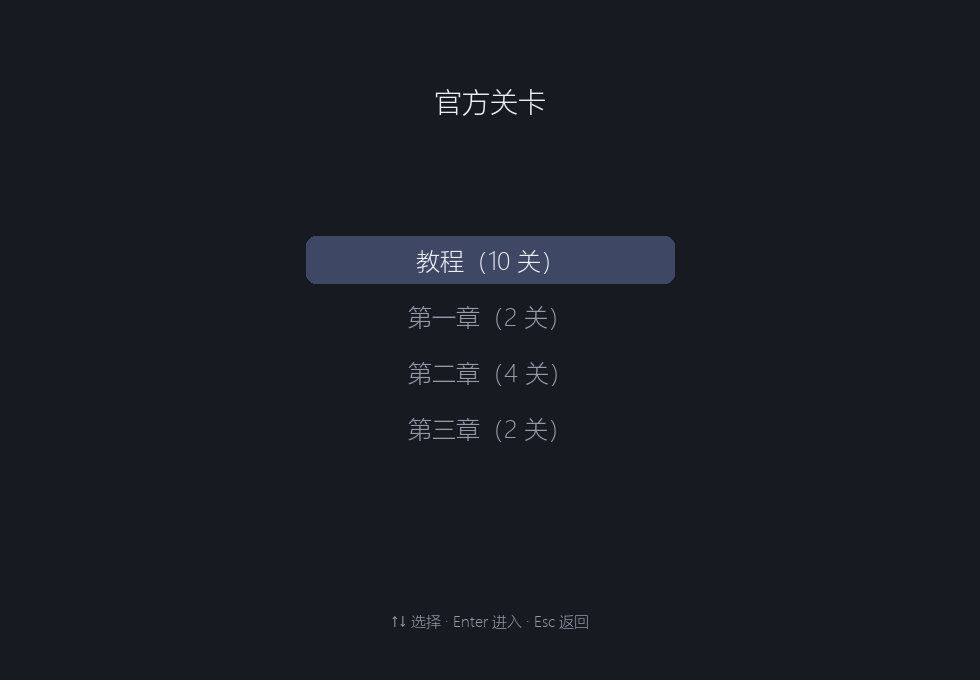 官方关卡
教程（10 关）
第一章（2 关）
第二章（4 关）
第三章（2 关）
↑↓ 选择 · Enter 进入 · Esc 返回